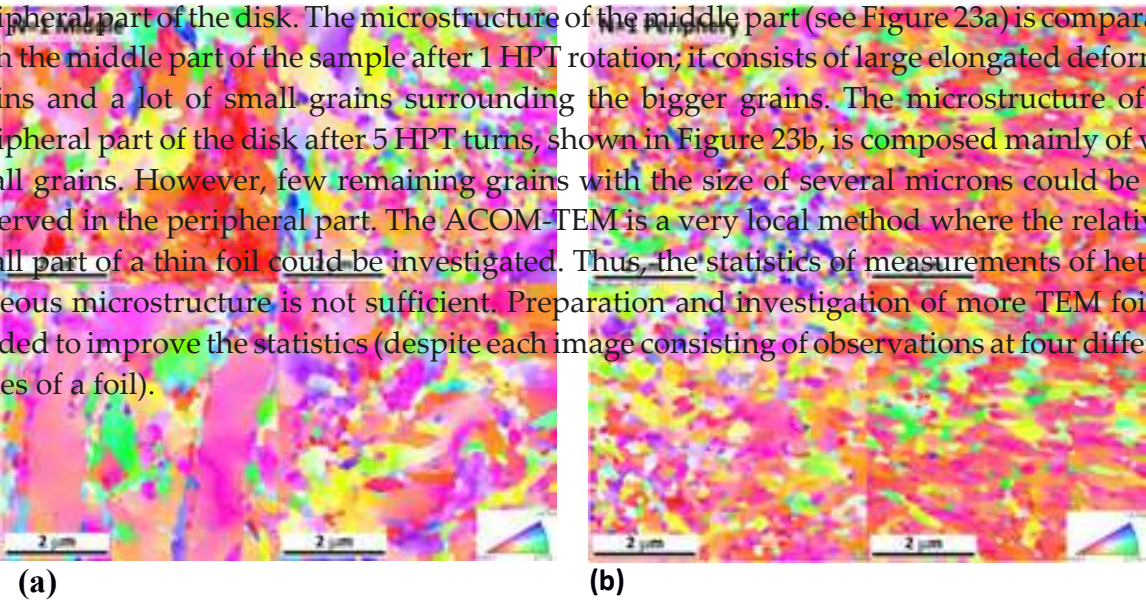 ipheral part of the disk. The microstructure of the middle part (see Figure 23a) is compar
h the middle part of the sample after 1 HPT rotation; it consists of large elongated deforn
ins and a lot of small grains surrounding the bigger grains. The microstructure of
ipheral part of the disk after 5 HPT turns, shown in Figure 23b, is composed mainly of v
all grains. However, few remaining grains with the size of several microns could be
erved in the peripheral part. The ACOM-TEM is a very local method where the relativ
all part of a thin foil could be investigated. Thus, the statistics of measurements of het
eous microstructure is not sufficient. Preparation and investigation of more TEM foi
ded to improve the statistics (despite each image consisting of observations at four diffe
es of a foil).
N=1 Middle
N=1 Periphery
2 µm
2 µm
2 µm
2 µm
(a)
(b)